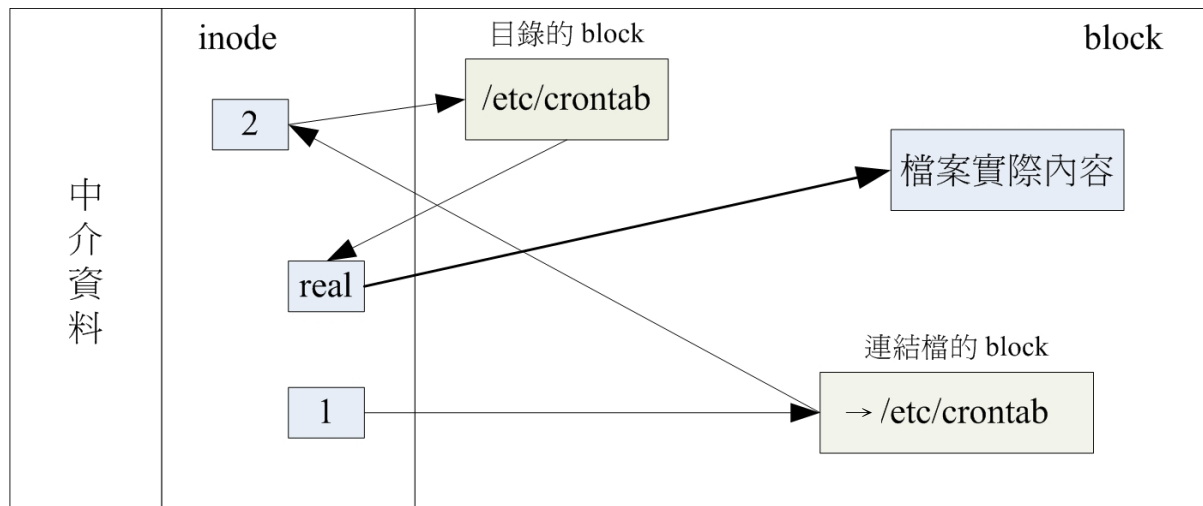 中介資料
inode
目錄的 block
block
/etc/crontab
2
檔案實際內容
real
連結檔的 block
1
→ /etc/crontab